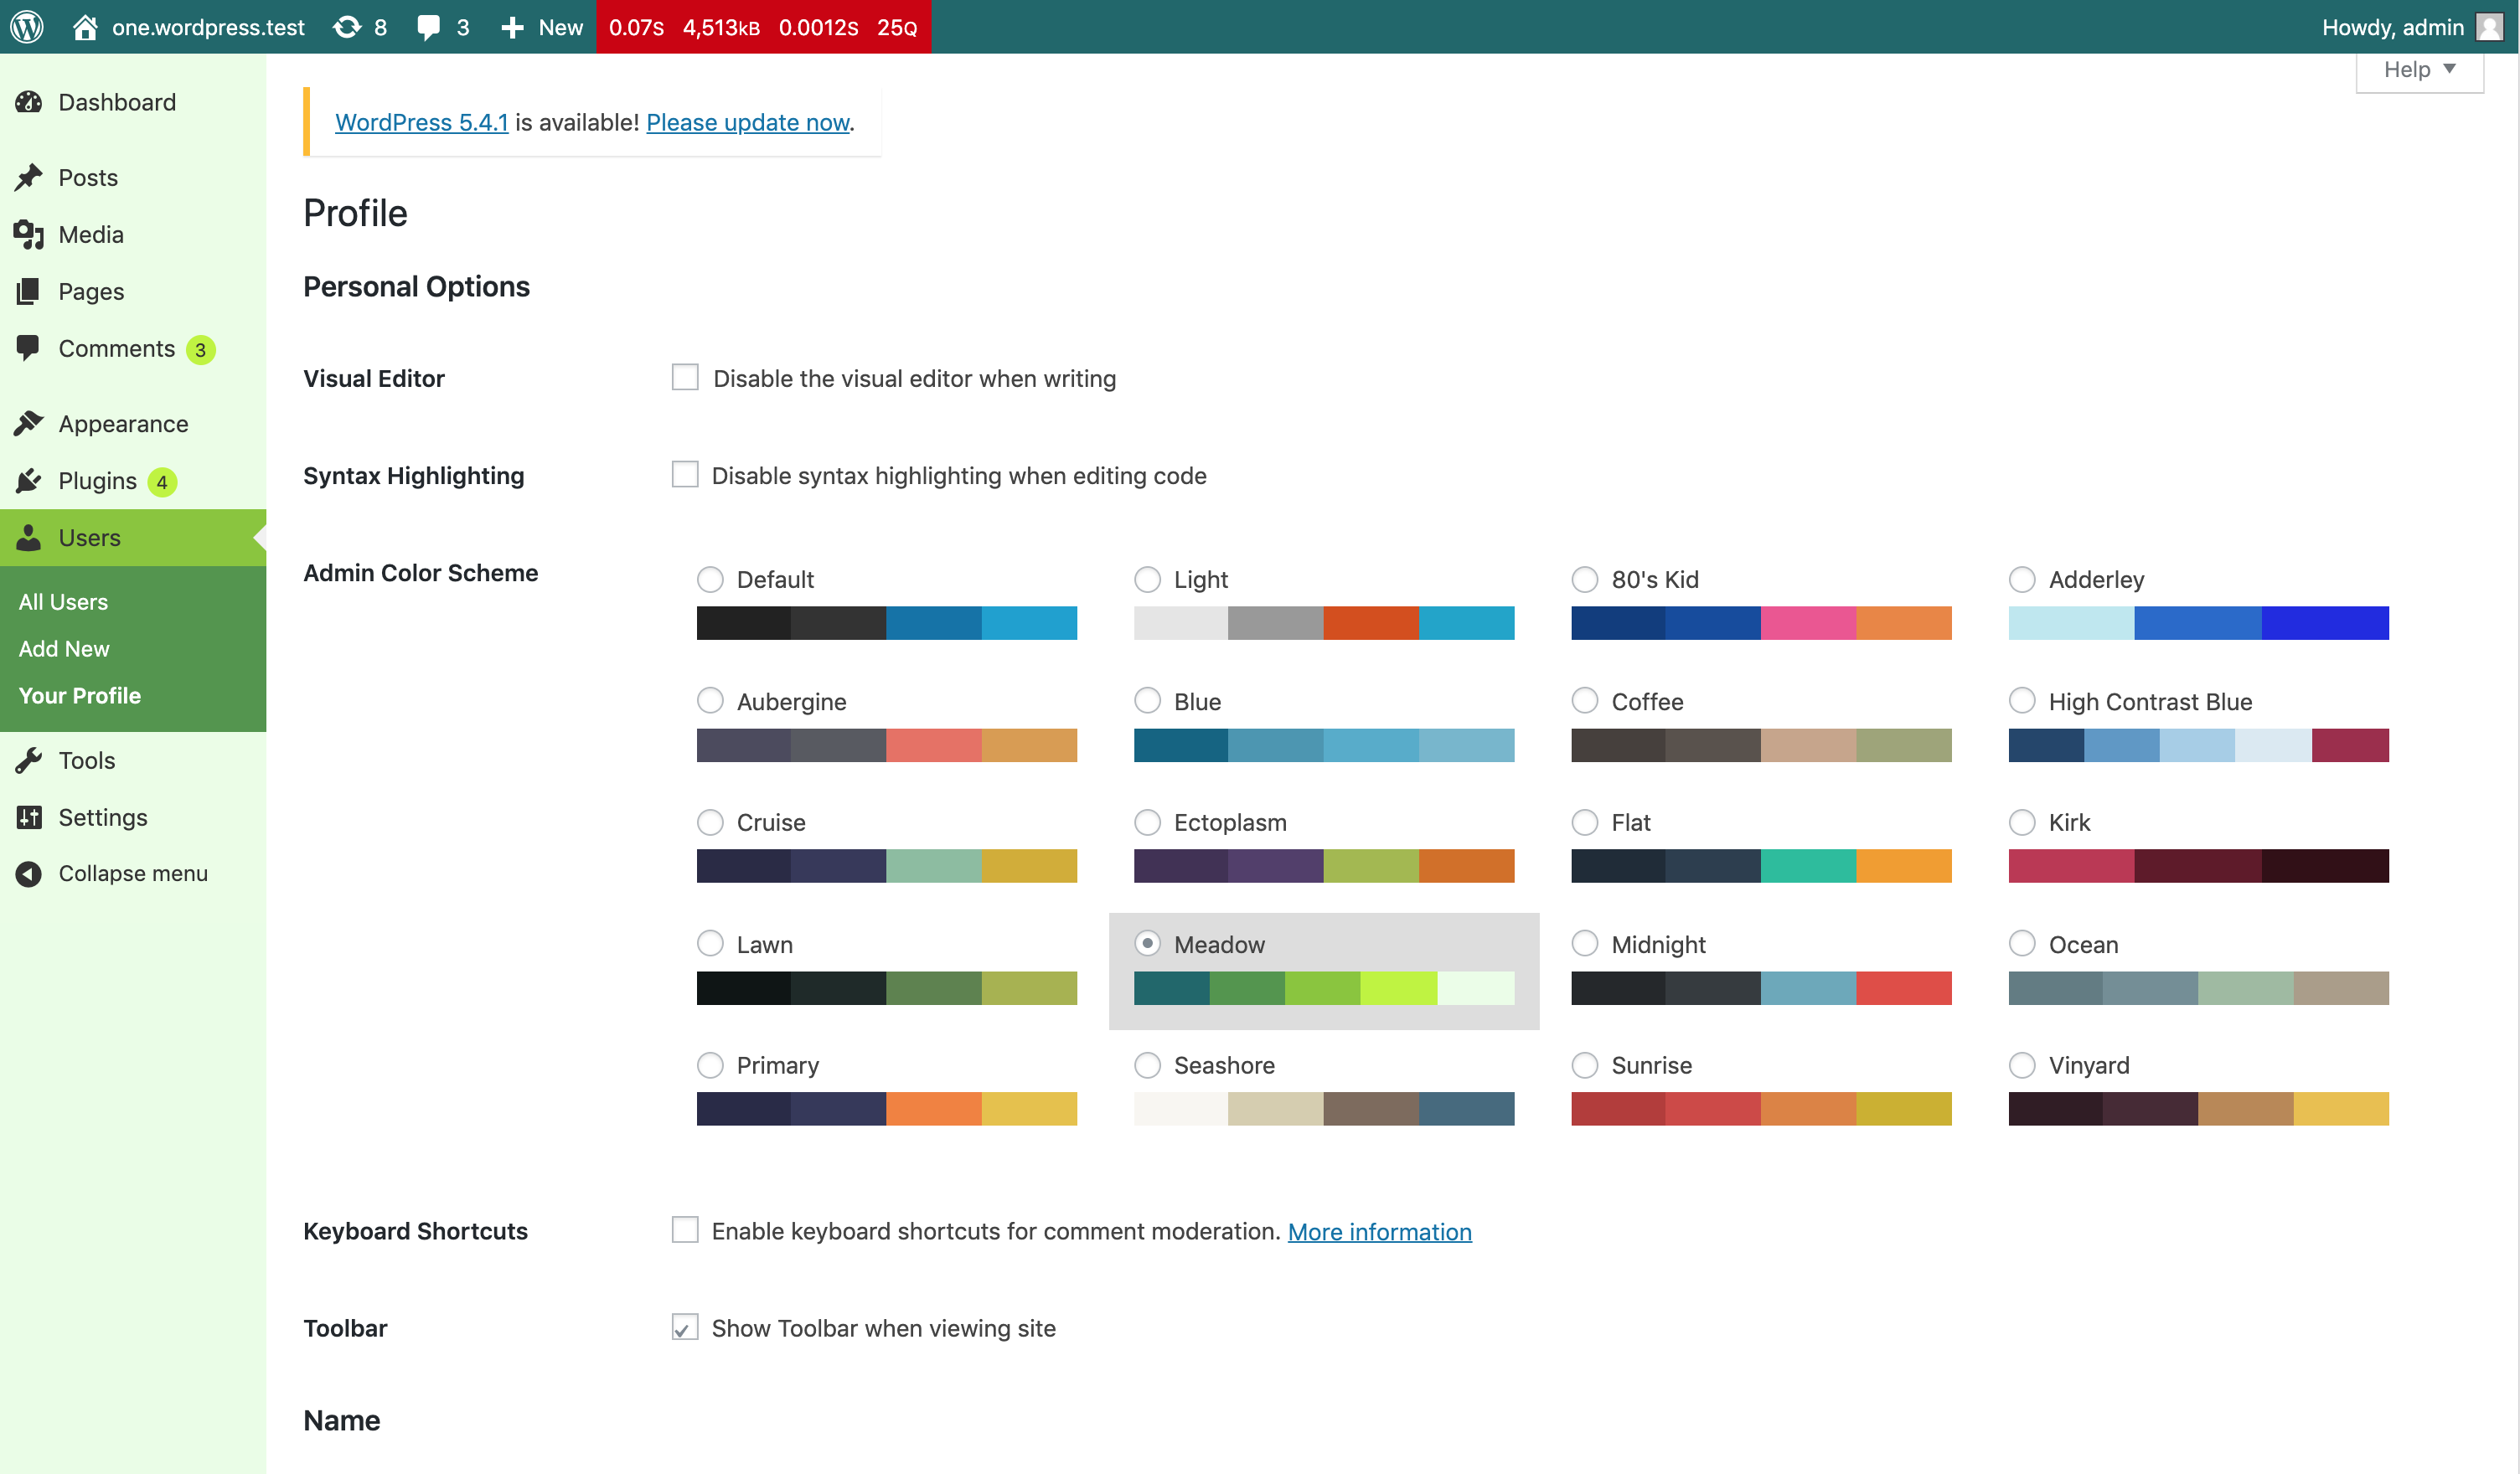 one.wordpress.test 8 3 New 0.07S 4,513kB 0.0012S 25Q Howdy, admin
Help
Dashboard
Posts
Media
Pages
Comments 3
Appearance
Plugins 4
Users
All Users
Add New
Your Profile
Tools
Settings
Collapse menu
WordPress 5.4.1 is available! Please update now.
Profile
Personal Options
Visual Editor Disable the visual editor when writing
Syntax Highlighting Disable syntax highlighting when editing code
Admin Color Scheme Default Light 80's Kid Adderley
Aubergine Blue Coffee High Contrast Blue
Cruise Ectoplasm Flat Kirk
Lawn Meadow Midnight Ocean
Primary Seashore Sunrise Vinyard
Keyboard Shortcuts Enable keyboard shortcuts for comment moderation. More information
Toolbar Show Toolbar when viewing site
Name